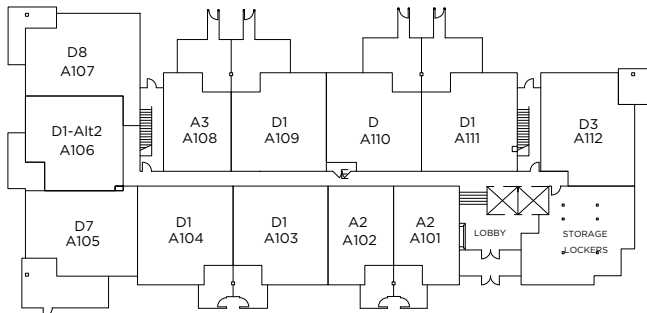 D8
A107
A3
A108
D1
A109
D
A110
D1
A111
D3
A112
D1-Alt2
A106
E
D7
A105
D1
A104
D1
A103
A2
A102
A2
A101
LOBBY
STORAGE
LOCKERS